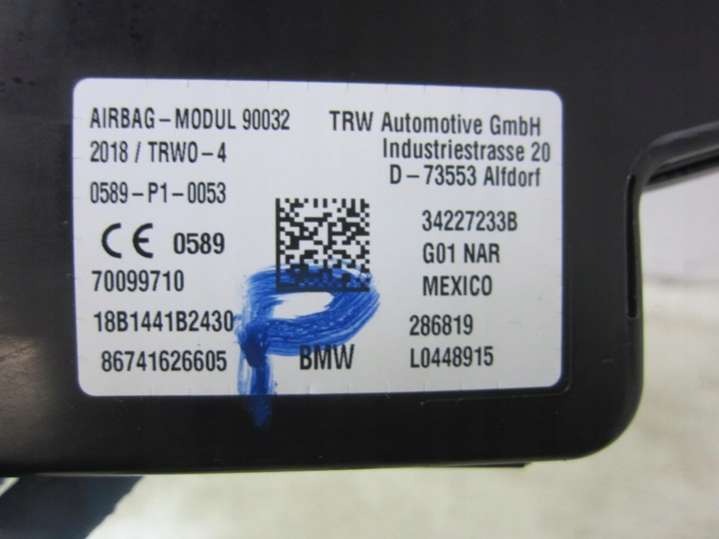 AIRBAG-MODUL 90032
2018 / TRWO-4
0589-P1-0053
CE 0589
70099710
18B1441B2430
86741626605
TRW Automotive GmbH
Industriestrasse 20
D-73553 Alfdorf
34227233B
G01 NAR
MEXICO
286819
BMW L0448915
P